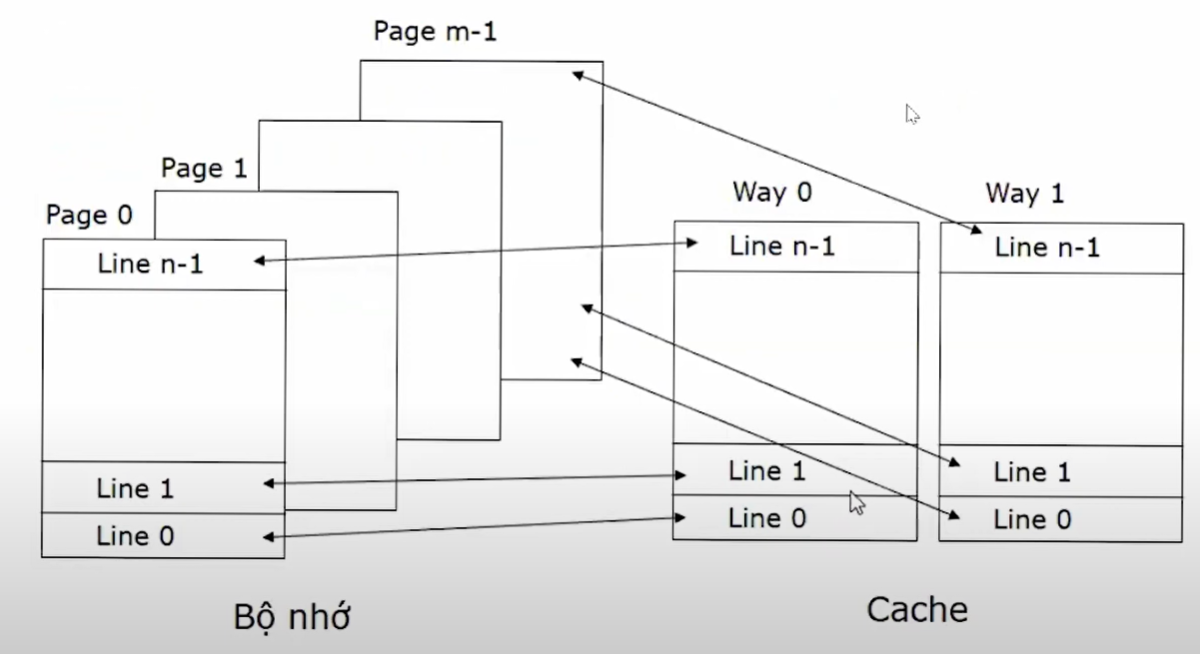 Page m-1
Page 1
Page 0
Line n-1
Line 1
Line 0
Bộ nhớ
Way 0
Line n-1
Line 1
Line 0
Way 1
Line n-1
Line 1
Line 0
Cache